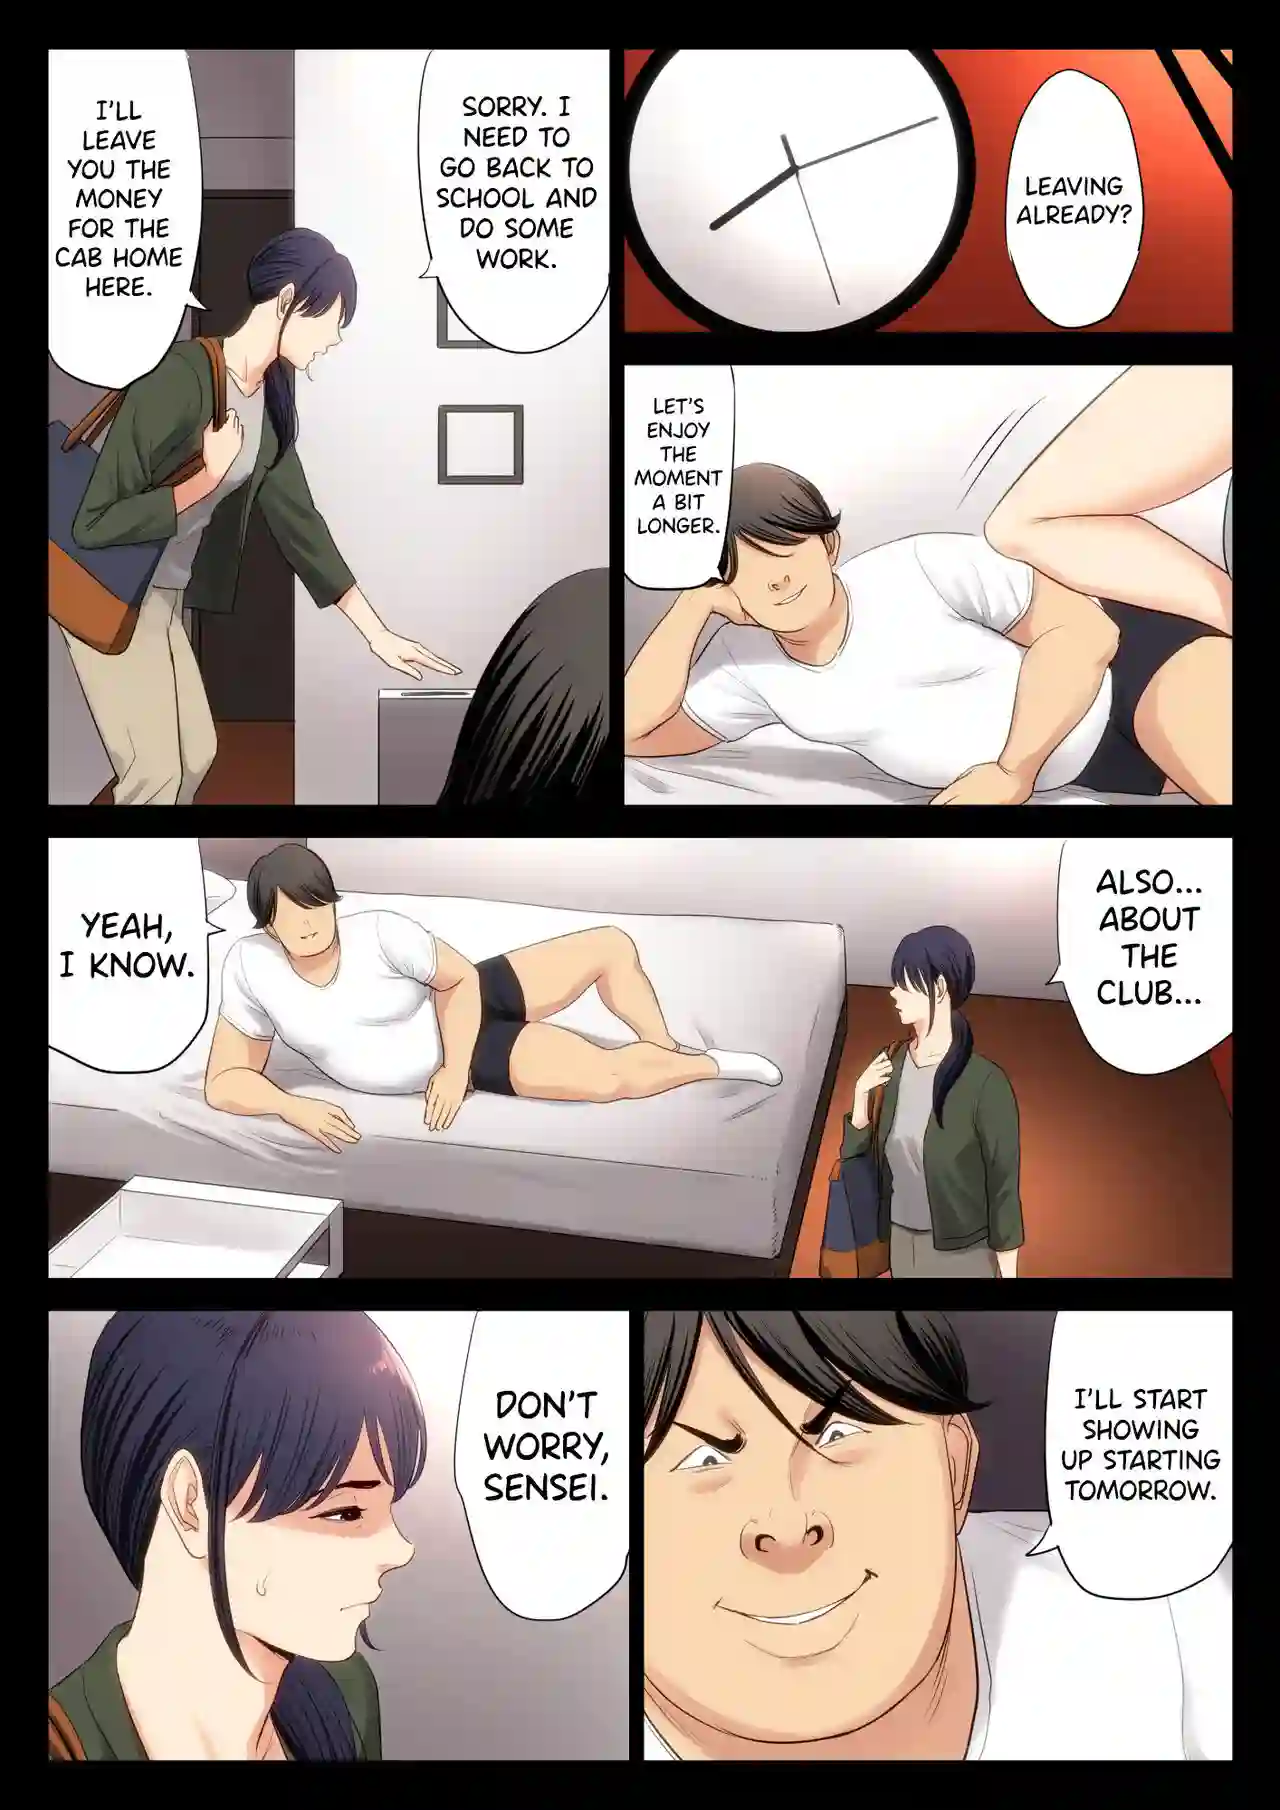 LEAVING
ALREADY?
LET'S
ENJOY
THE
MOMENT
A BIT
LONGER.
SORRY. I
NEED TO
GO BACK TO
SCHOOL AND
DO SOME
WORK.
I'LL
LEAVE
YOU THE
MONEY
FOR THE
CAB HOME
HERE.
ALSO...
ABOUT
THE
CLUB...
YEAH,
I KNOW.
I'LL START
SHOWING
UP STARTING
TOMORROW.
DON'T
WORRY,
SENSEI.